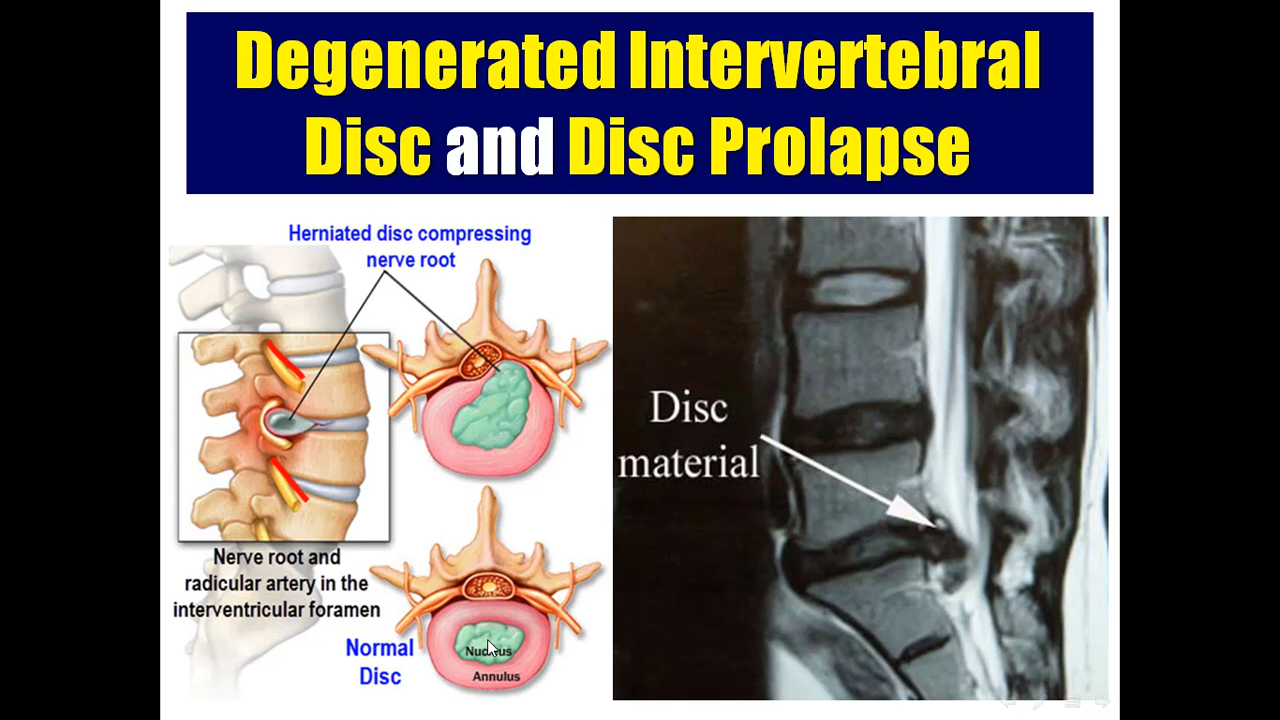 Degenerated Intervertebral
Disc and Disc Prolapse
Herniated disc compressing
nerve root
Nerve root and
radicular artery in the
interventricular foramen
Normal
Disc
Nucleus
Annulus
Disc
material